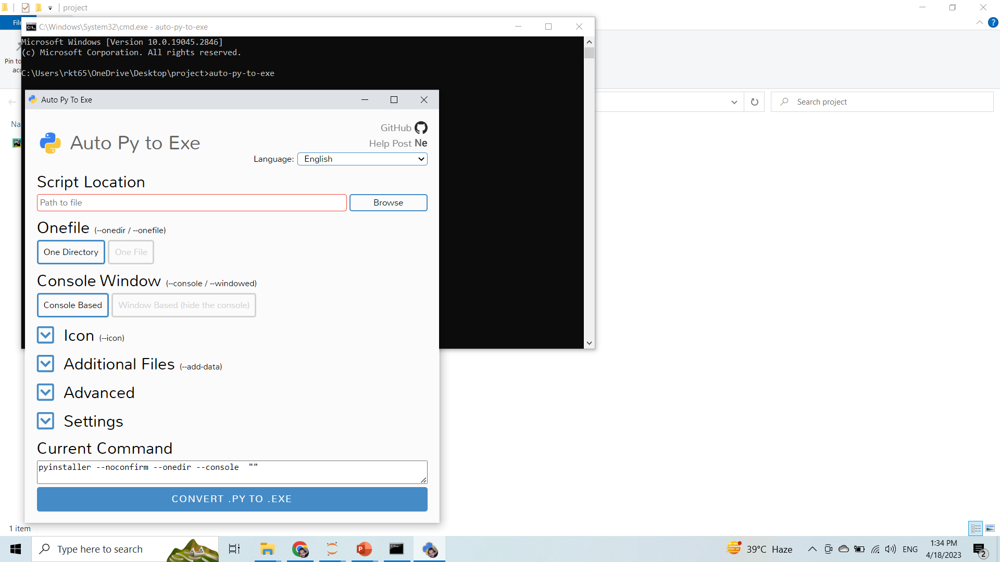 project
File
C:\Windows\System32\cmd.exe - auto-py-to-exe
Microsoft Windows [Version 10.0.19045.2846]
(c) Microsoft Corporation. All rights reserved.
Pin to
C:\Users\rkt65\OneDrive\Desktop\project>auto-py-to-exe
Auto Py To Exe
Search project
GitHub
Auto Py to Exe
Help Post Ne
Language: English
Script Location
Path to file
Browse
Onefile (--onedir / --onefile)
One Directory
One File
Console Window (--console / --windowed)
Console Based
Window Based (hide the console)
Icon (--icon)
Additional Files (--add-data)
Advanced
Settings
Current Command
pyinstaller --noconfirm --onedir --console ""
CONVERT .PY TO .EXE
1 item
Type here to search
39°C Haze
ENG
1:34 PM
4/18/2023
2